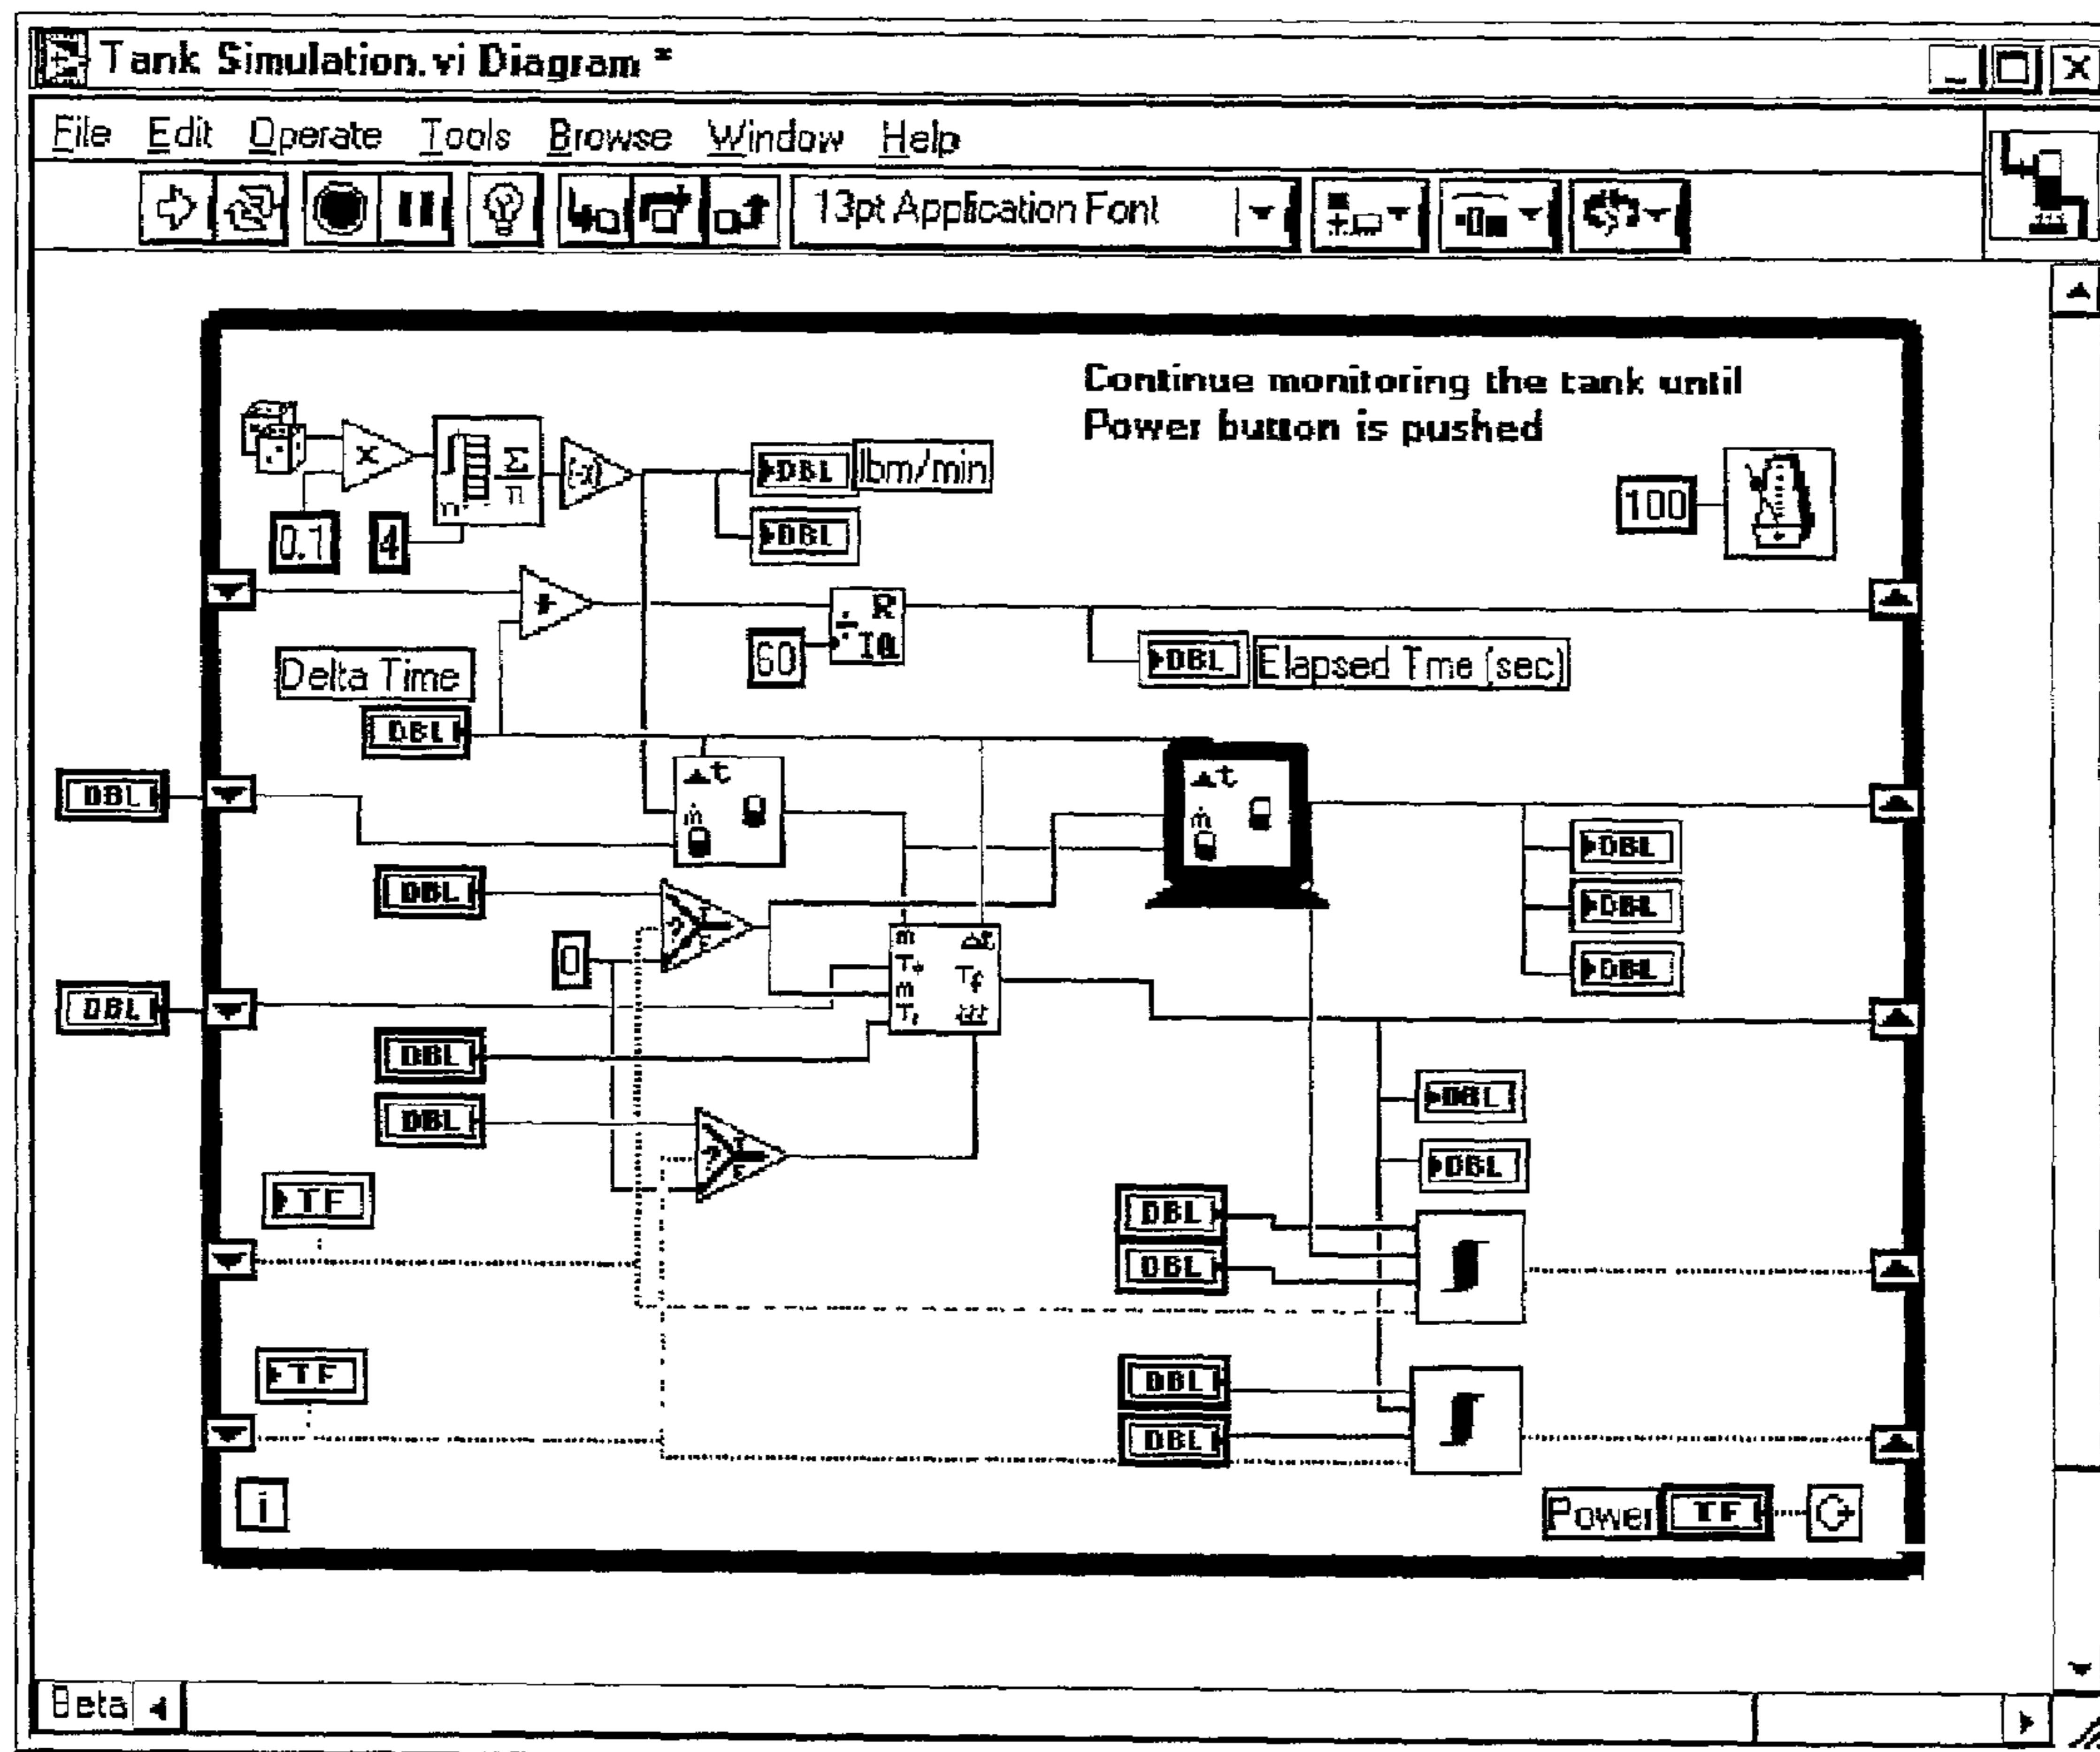 Tank Simulation.vi Diagram *
File Edit Operate Tools Browse Window Help
13pt Application Font
Continue monitoring the tank until
Power button is pushed
DBL lbm/min
100
0.1 4
DBL
R
IQ
60
DBL Elapsed Tme (sec)
Delta Time
DBL
t
t
DBL
ṁ
ṁ
DBL
DBL
DBL
0
m
DBL
DBL
m
Tf
DBL
DBL
DBL
DBL
DBL
TF
DBL
DBL
TF
DBL
DBL
i
Power TF
Beta